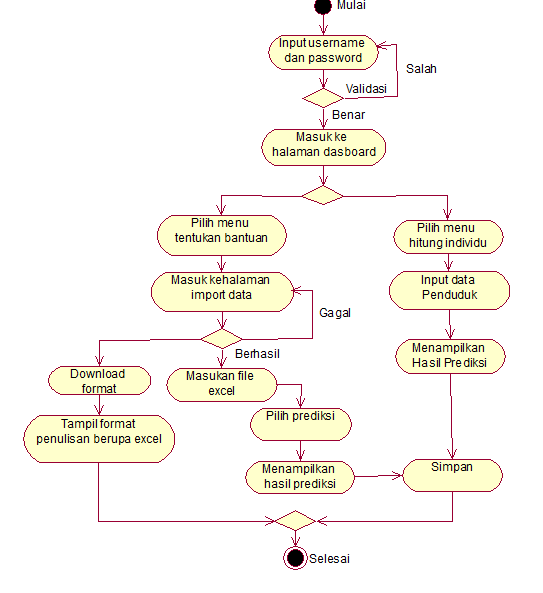 Mulai
Input username
dan password
Salah
Validasi
Benar
Masuk ke
halaman dasboard
Pilih menu
tentukan bantuan
Pilih menu
hitung individu
Masuk kehalaman
import data
Input data
Penduduk
Gagal
Berhasil
Menampilkan
Hasil Prediksi
Download
format
Masukan file
excel
Tampil format
penulisan berupa excel
Pilih prediksi
Menampilkan
hasil prediksi
Simpan
Selesai